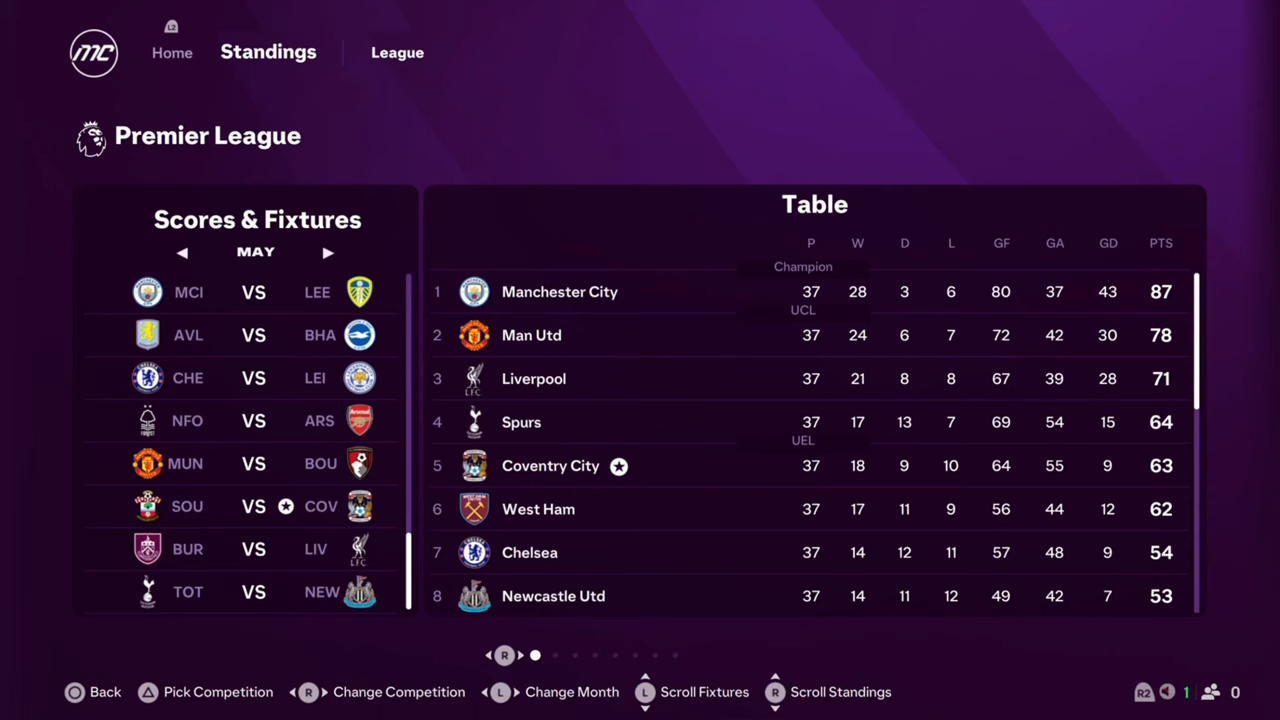 L2
MC Home Standings League
Premier League
Scores & Fixtures
MAY
MCI VS LEE
AVL VS BHA
CHE VS LEI
NFO VS ARS
MUN VS BOU
SOU VS COV
BUR VS LIV
TOT VS NEW
Table
P W D L GF GA GD PTS
Champion
1 Manchester City 37 28 3 6 80 37 43 87
UCL
2 Man Utd 37 24 6 7 72 42 30 78
3 Liverpool 37 21 8 8 67 39 28 71
4 Spurs 37 17 13 7 69 54 15 64
UEL
5 Coventry City 37 18 9 10 64 55 9 63
6 West Ham 37 17 11 9 56 44 12 62
7 Chelsea 37 14 12 11 57 48 9 54
8 Newcastle Utd 37 14 11 12 49 42 7 53
R
Back Pick Competition R Change Competition L Change Month L Scroll Fixtures R Scroll Standings R2 1 0